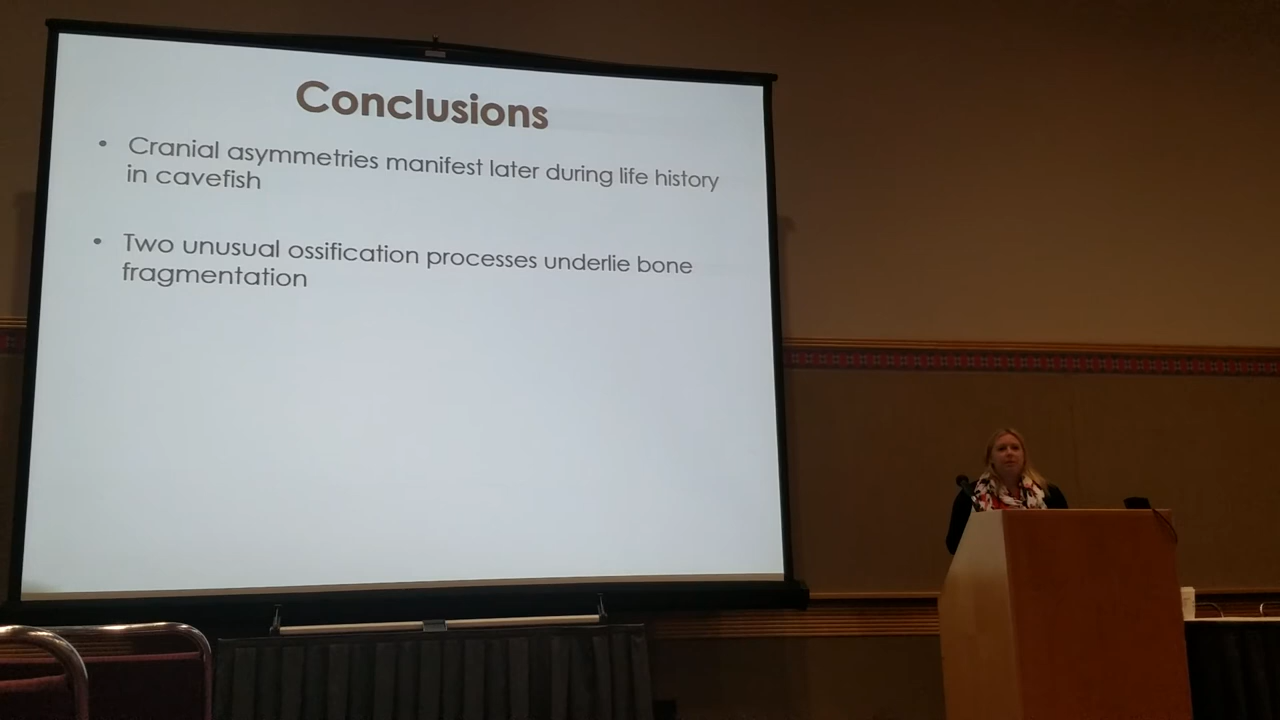 Conclusions
• Cranial asymmetries manifest later during life history
in cavefish
• Two unusual ossification processes underlie bone
fragmentation